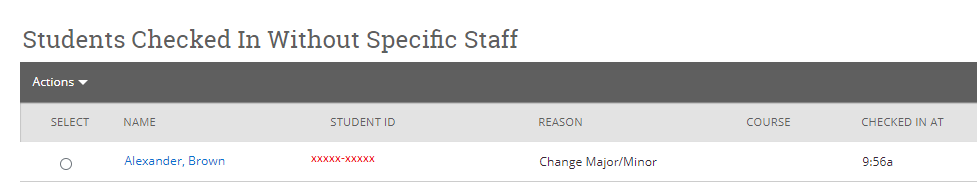 Students Checked In Without Specific Staff
Actions
SELECT NAME STUDENT ID REASON COURSE CHECKED IN AT
Alexander, Brown xxxxx-xxxxx Change Major/Minor 9:56a